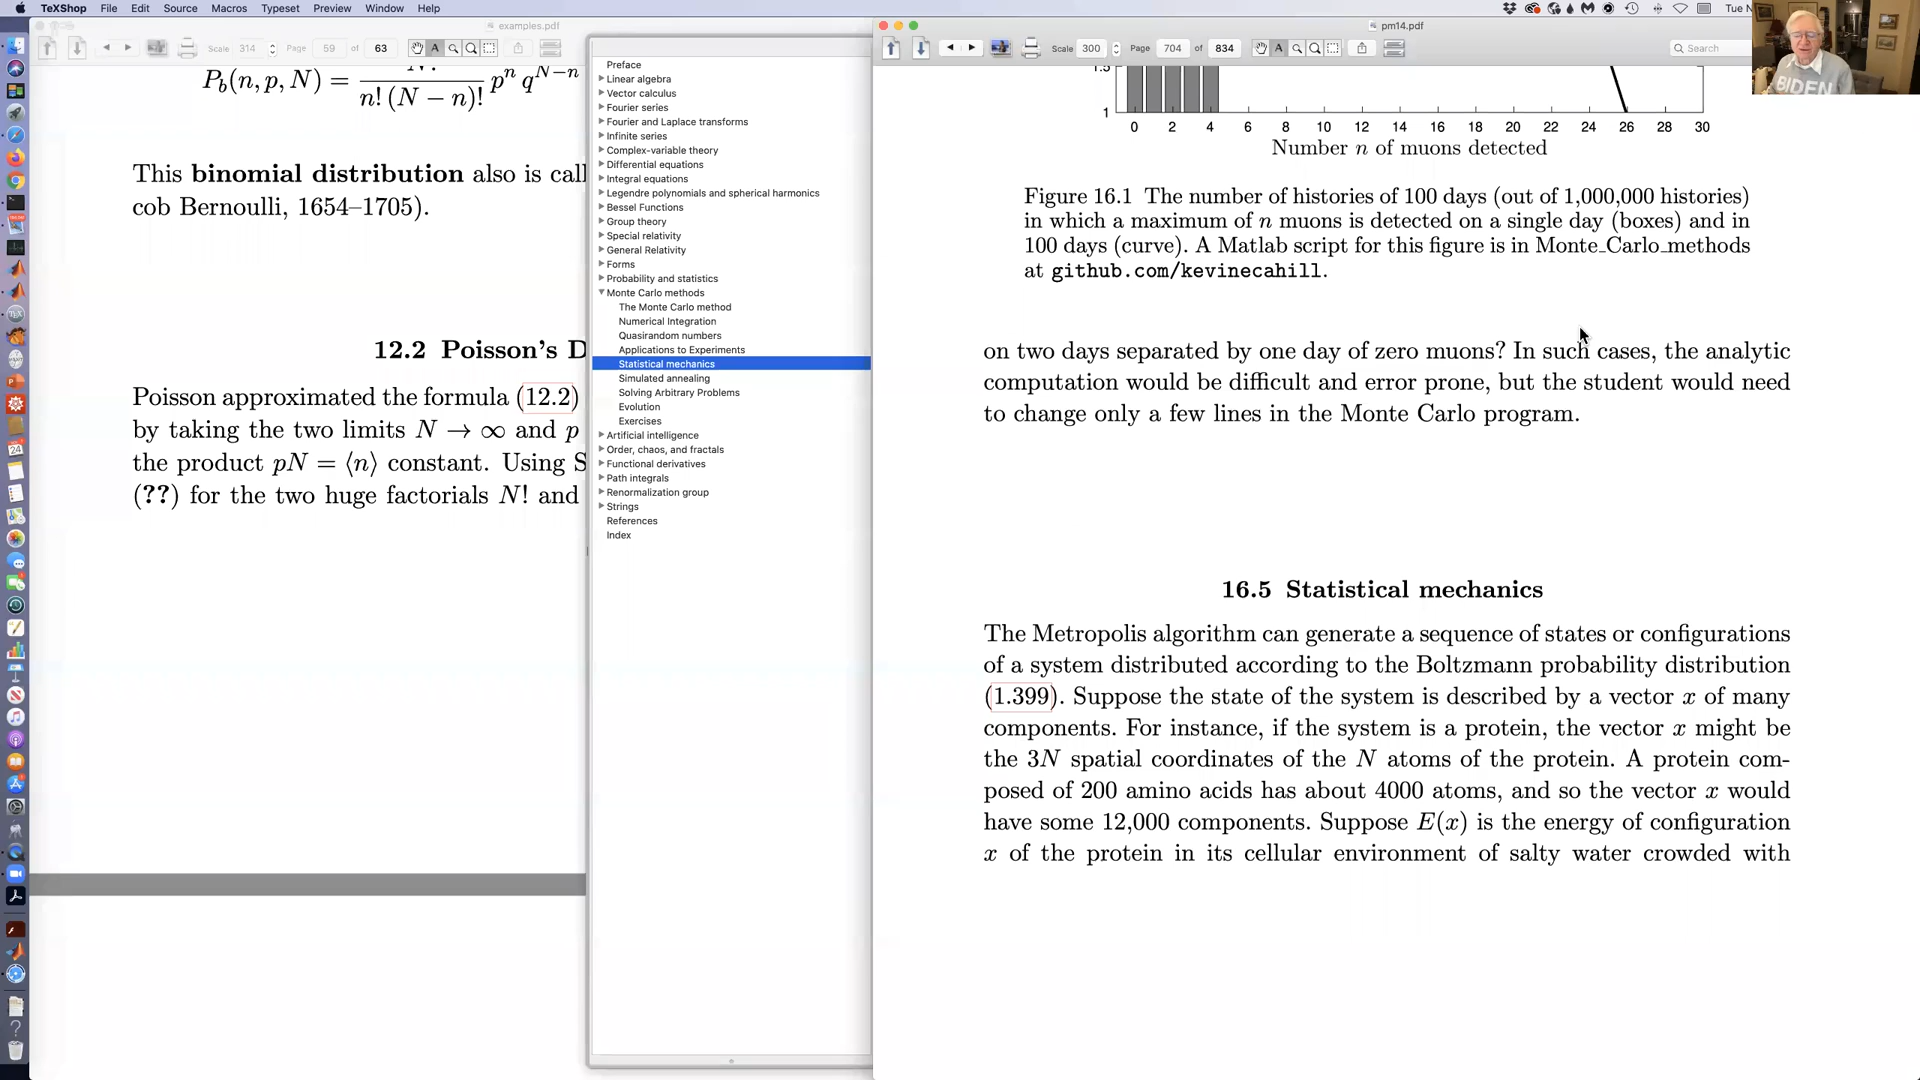 TeXShop File Edit Source Macros Typeset Preview Window Help
Tue N
examples.pdf
Scale 314 Page 59 of 63
P_b(n, p, N) = N! / n! (N − n)! p^n q^{N−n}
This binomial distribution also is call
cob Bernoulli, 1654–1705).
12.2 Poisson's D
Poisson approximated the formula (12.2)
by taking the two limits N → ∞ and p
the product pN = ⟨n⟩ constant. Using S
(??) for the two huge factorials N! and
Preface
Linear algebra
Vector calculus
Fourier series
Fourier and Laplace transforms
Infinite series
Complex-variable theory
Differential equations
Integral equations
Legendre polynomials and spherical harmonics
Bessel Functions
Group theory
Special relativity
General Relativity
Forms
Probability and statistics
Monte Carlo methods
The Monte Carlo method
Numerical Integration
Quasirandom numbers
Applications to Experiments
Statistical mechanics
Simulated annealing
Solving Arbitrary Problems
Evolution
Exercises
Artificial intelligence
Order, chaos, and fractals
Functional derivatives
Path integrals
Renormalization group
Strings
References
Index
pm14.pdf
Scale 300 Page 704 of 834 Search
BIDEN
1.5
1
0 2 4 6 8 10 12 14 16 18 20 22 24 26 28 30
Number n of muons detected
Figure 16.1 The number of histories of 100 days (out of 1,000,000 histories)
in which a maximum of n muons is detected on a single day (boxes) and in
100 days (curve). A Matlab script for this figure is in Monte_Carlo_methods
at github.com/kevinecahill.
on two days separated by one day of zero muons? In such cases, the analytic
computation would be difficult and error prone, but the student would need
to change only a few lines in the Monte Carlo program.
16.5 Statistical mechanics
The Metropolis algorithm can generate a sequence of states or configurations
of a system distributed according to the Boltzmann probability distribution
(1.399). Suppose the state of the system is described by a vector x of many
components. For instance, if the system is a protein, the vector x might be
the 3N spatial coordinates of the N atoms of the protein. A protein com-
posed of 200 amino acids has about 4000 atoms, and so the vector x would
have some 12,000 components. Suppose E(x) is the energy of configuration
x of the protein in its cellular environment of salty water crowded with